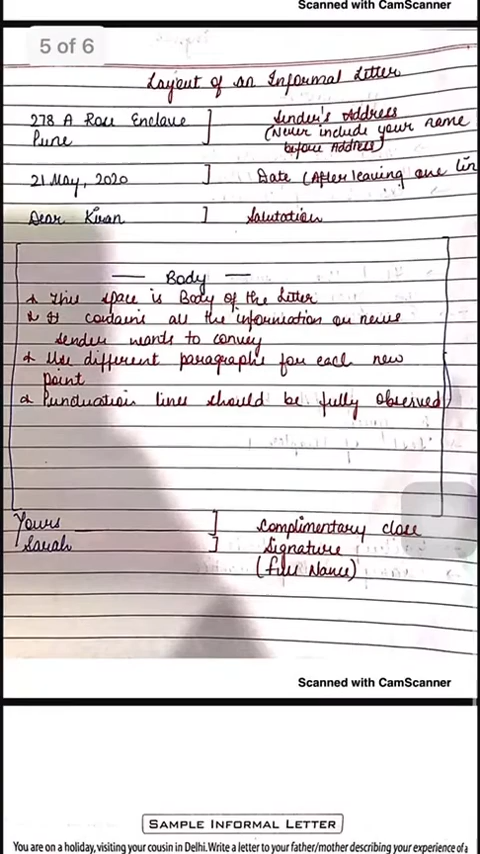 Scanned with CamScanner
5 of 6
Layout of an Informal Letter
278 A Rose Enclave ] Sender's Address
Pune (Never include your name
before Address)
21 May, 2020 ] Date (After leaving one lin
Dear Kiran ] Salutation
— Body —
* This space is Body of the Letter
* It contains all the information or news
sender wants to convey
* Use different paragraphs for each new
point
* Punctuation lines should be fully observed
Yours ] Complimentary close
Sarah ] Signature
(Full Name)
Scanned with CamScanner
SAMPLE INFORMAL LETTER
You are on a holiday, visiting your cousin in Delhi. Write a letter to your father/mother describing your experience of a